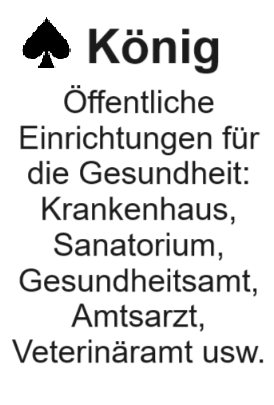 ♠ König
Öffentliche
Einrichtungen für
die Gesundheit:
Krankenhaus,
Sanatorium,
Gesundheitsamt,
Amtsarzt,
Veterinäramt usw.